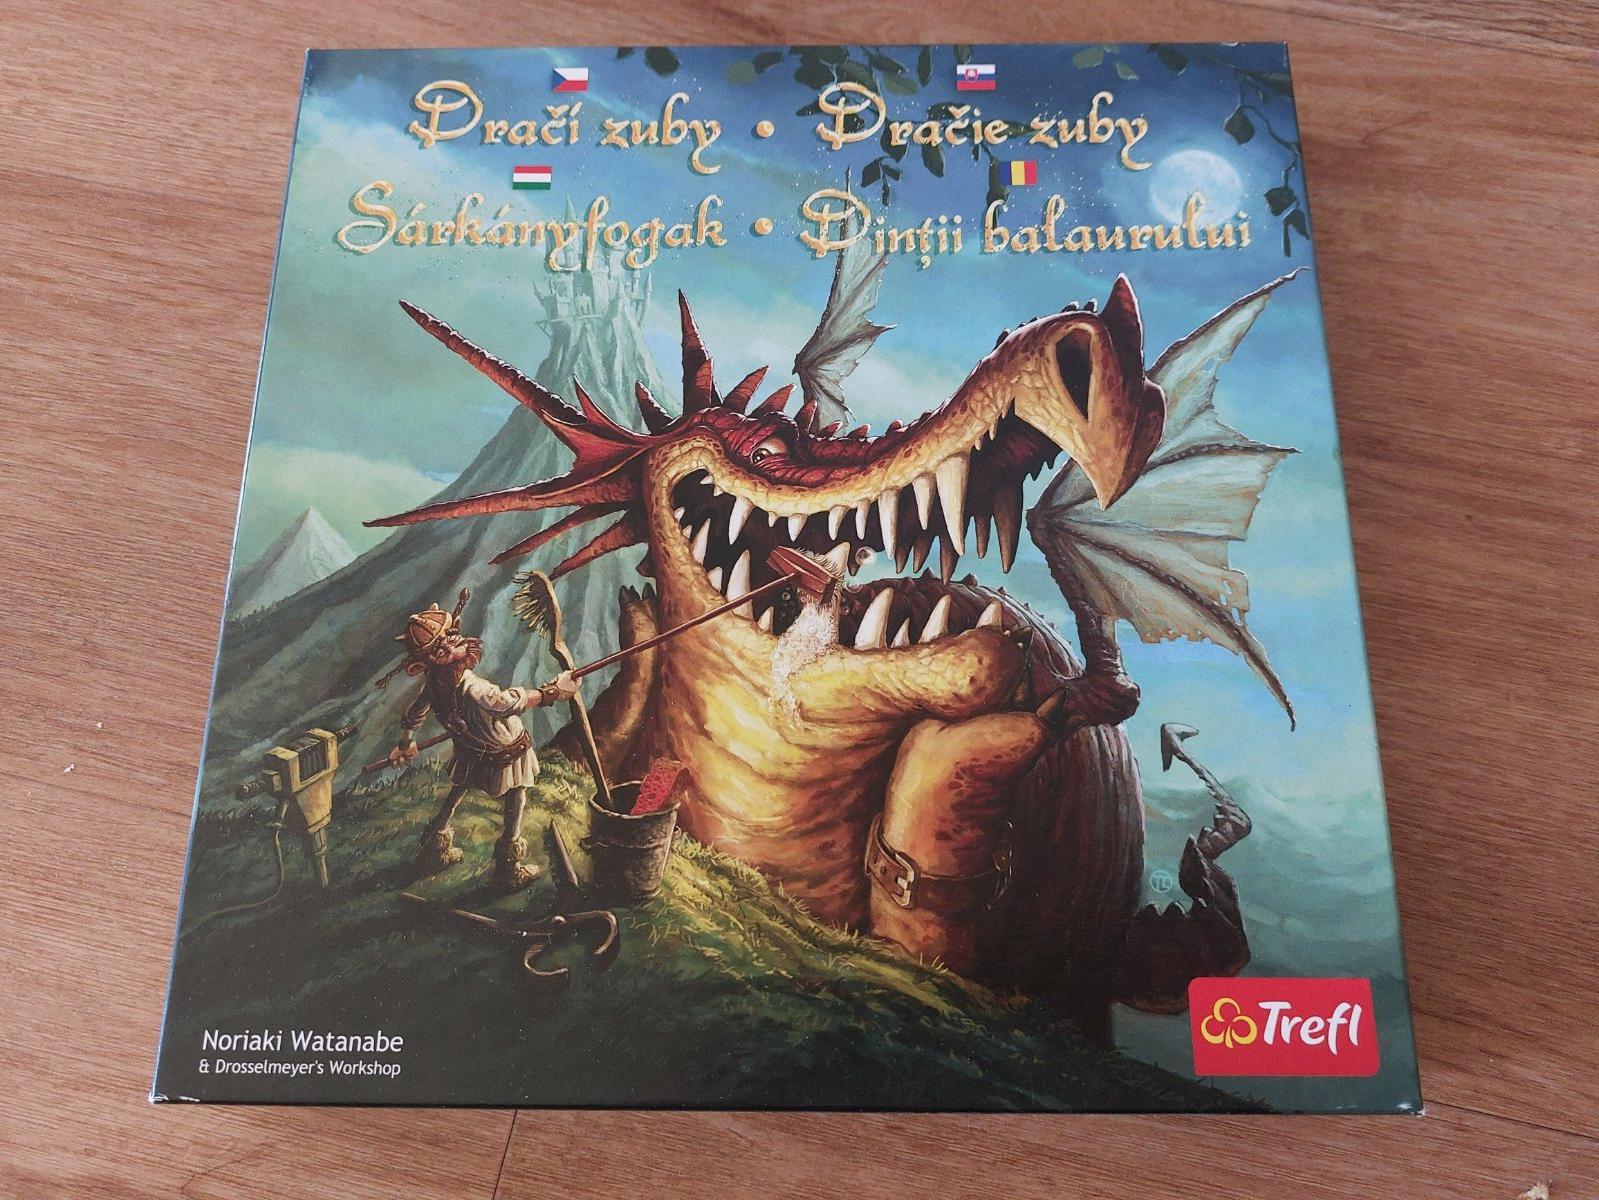 Dračí zuby • Dračie zuby
Sárkányfogak • Dinții balaurului
Noriaki Watanabe
& Drosselmeyer's Workshop
Trefl